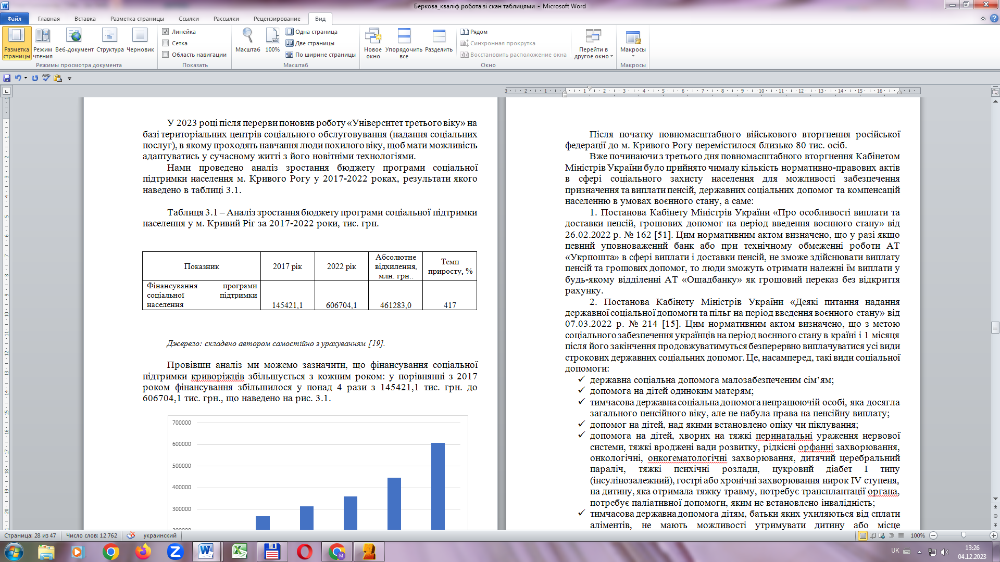 Беркова_кваліф робота зі скан таблицями - Microsoft Word
Файл Главная Вставка Разметка страницы Ссылки Рассылки Рецензирование Вид
Разметка страницы
Режим чтения
Веб-документ
Структура
Черновик
Режимы просмотра документа
Линейка
Сетка
Область навигации
Показать
Масштаб
100%
Одна страница
Две страницы
По ширине страницы
Масштаб
Новое окно
Упорядочить все
Разделить
Рядом
Синхронная прокрутка
Восстановить расположение окна
Перейти в другое окно
Окно
Макросы
Макросы
У 2023 році після перерви поновив роботу «Університет третього віку» на
базі територіальних центрів соціального обслуговування (надання соціальних
послуг), в якому проходять навчання люди похилого віку, щоб мати можливість
адаптуватись у сучасному житті з його новітніми технологіями.
Нами проведено аналіз зростання бюджету програми соціальної
підтримки населення м. Кривого Рогу у 2017-2022 роках, результати якого
наведено в таблиці 3.1.
Таблиця 3.1 – Аналіз зростання бюджету програми соціальної підтримки
населення у м. Кривий Ріг за 2017-2022 роки, тис. грн.
Показник
2017 рік
2022 рік
Абсолютне
відхилення,
млн. грн..
Темп
приросту, %
Фінансування програми
соціальної підтримки
населення
145421,1
606704,1
461283,0
417
Джерело: складено автором самостійно з урахуванням [19].
Провівши аналіз ми можемо зазначити, що фінансування соціальної
підтримки криворіжців збільшується з кожним роком: у порівнянні з 2017
роком фінансування збільшилося у понад 4 рази з 145421,1 тис. грн. до
606704,1 тис. грн., що наведено на рис. 3.1.
700000
600000
500000
400000
300000
Після початку повномасштабного військового вторгнення російської
федерації до м. Кривого Рогу перемістилося близько 80 тис. осіб.
Вже починаючи з третього дня повномасштабного вторгнення Кабінетом
Міністрів України було прийнято чималу кількість нормативно-правових актів
в сфері соціального захисту населення для можливості забезпечення
призначення та виплати пенсій, державних соціальних допомог та компенсацій
населенню в умовах воєнного стану, а саме:
1. Постанова Кабінету Міністрів України «Про особливості виплати та
доставки пенсій, грошових допомог на період введення воєнного стану» від
26.02.2022 р. № 162 [51]. Цим нормативним актом визначено, що у разі якщо
певний уповноважений банк або при технічному обмеженні роботи АТ
«Укрпошта» в сфері виплати і доставки пенсій, не зможе здійснювати виплату
пенсій та грошових допомог, то люди зможуть отримати належні їм виплати у
будь-якому відділенні АТ «Ощадбанку» як грошовий переказ без відкриття
рахунку.
2. Постанова Кабінету Міністрів України «Деякі питання надання
державної соціальної допомоги та пільг на період введення воєнного стану» від
07.03.2022 р. № 214 [15]. Цим нормативним актом визначено, що з метою
соціального забезпечення українців на період воєнного стану в країні і 1 місяця
після його закінчення продовжуватимуться безперервно виплачуватися усі види
строкових державних соціальних допомог. Це, насамперед, такі види соціальної
допомоги:
державна соціальна допомога малозабезпеченим сім’ям;
допомога на дітей одиноким матерям;
тимчасова державна соціальна допомога непрацюючій особі, яка досягла
загального пенсійного віку, але не набула права на пенсійну виплату;
допомог на дітей, над якими встановлено опіку чи піклування;
допомога на дітей, хворих на тяжкі перинатальні ураження нервової
системи, тяжкі вроджені вади розвитку, рідкісні орфанні захворювання,
онкологічні, онкогематологічні захворювання, дитячий церебральний
параліч, тяжкі психічні розлади, цукровий діабет I типу
(інсулінозалежний), гострі або хронічні захворювання нирок IV ступеня,
на дитину, яка отримала тяжку травму, потребує трансплантації органа,
потребує паліативної допомоги, яким не встановлено інвалідність;
тимчасова державна допомога дітям, батьки яких ухиляються від сплати
аліментів, не мають можливості утримувати дитину або місце
Страница: 28 из 47
Число слов: 12 762
украинский
100%
UK
13:26
04.12.2023